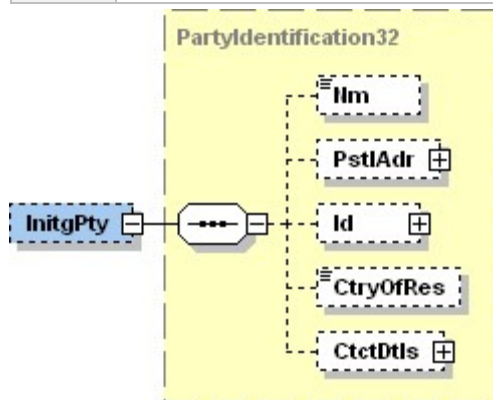 PartyIdentification32
Nm
PstlAdr
InitgPty
Id
CtryOfRes
CtctDtls